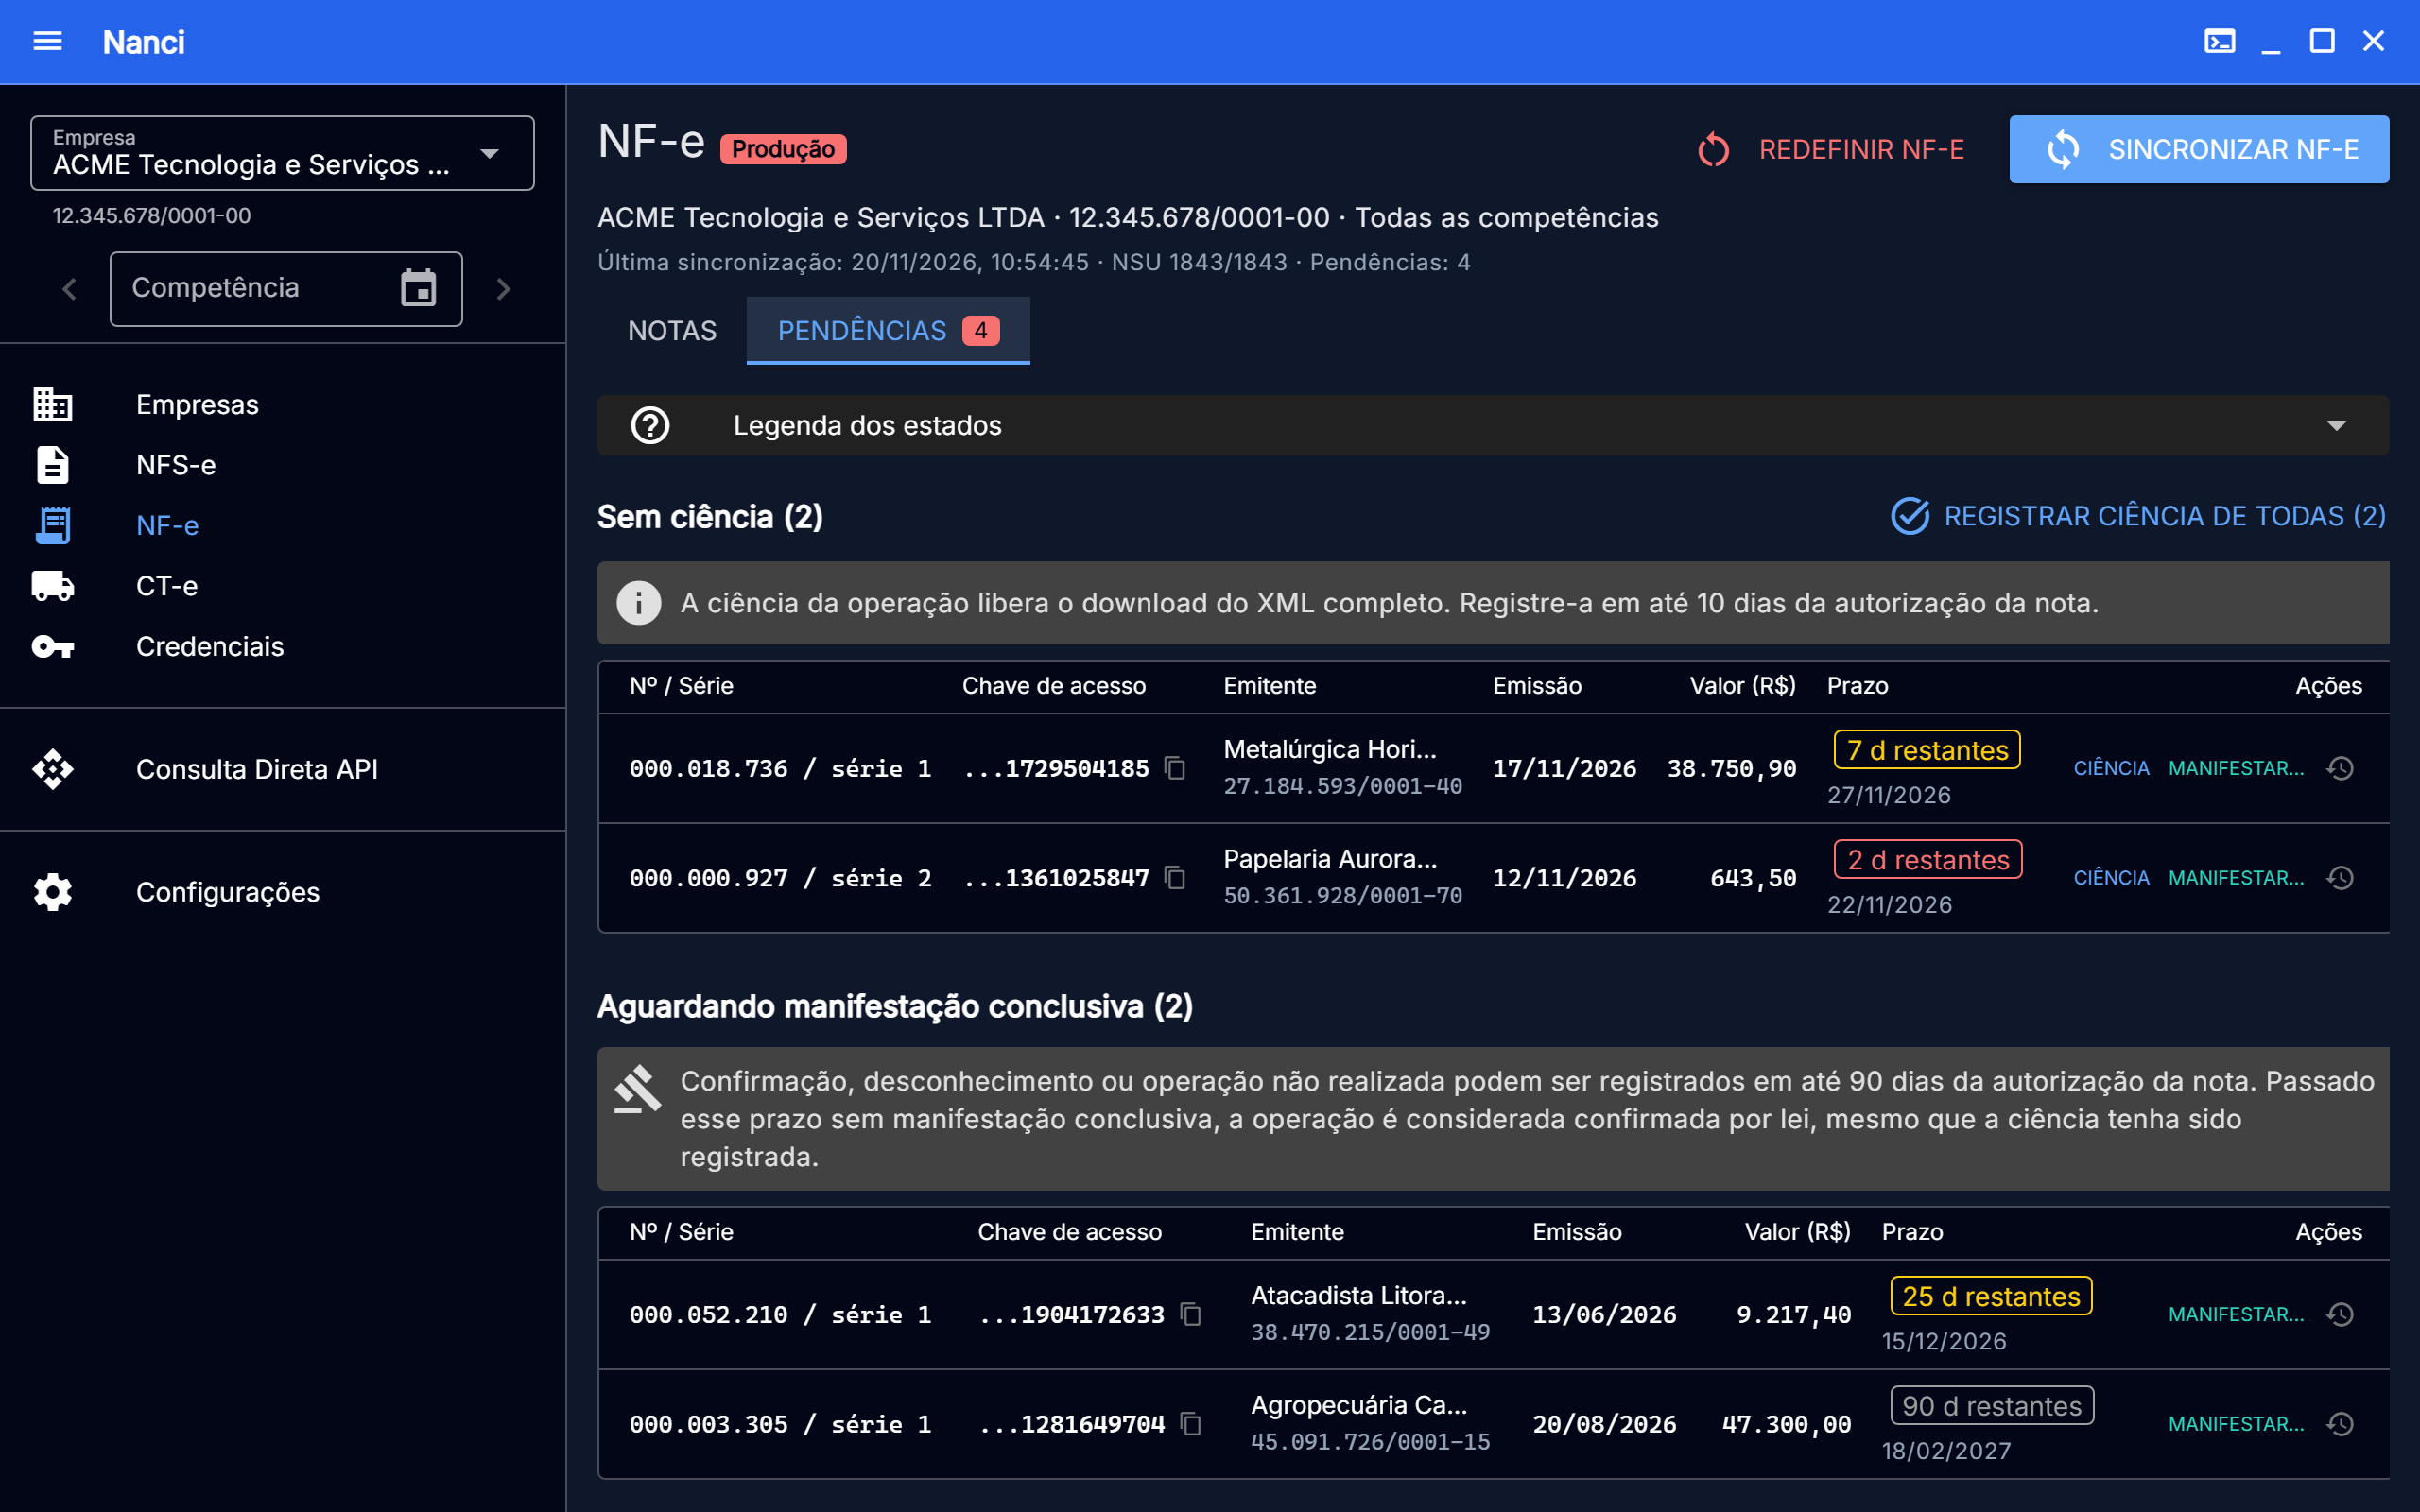 Nanci
Empresa
ACME Tecnologia e Serviços ...
12.345.678/0001-00
Competência
Empresas
NFS-e
NF-e
CT-e
Credenciais
Consulta Direta API
Configurações
NF-e Produção
REDEFINIR NF-E
SINCRONIZAR NF-E
ACME Tecnologia e Serviços LTDA · 12.345.678/0001-00 · Todas as competências
Última sincronização: 20/11/2026, 10:54:45 · NSU 1843/1843 · Pendências: 4
NOTAS
PENDÊNCIAS 4
Legenda dos estados
Sem ciência (2)
REGISTRAR CIÊNCIA DE TODAS (2)
A ciência da operação libera o download do XML completo. Registre-a em até 10 dias da autorização da nota.
Nº / Série Chave de acesso Emitente Emissão Valor (R$) Prazo Ações
000.018.736 / série 1 ...1729504185 Metalúrgica Hori... 27.184.593/0001-40 17/11/2026 38.750,90 7 d restantes 27/11/2026 CIÊNCIA MANIFESTAR...
000.000.927 / série 2 ...1361025847 Papelaria Aurora... 50.361.928/0001-70 12/11/2026 643,50 2 d restantes 22/11/2026 CIÊNCIA MANIFESTAR...
Aguardando manifestação conclusiva (2)
Confirmação, desconhecimento ou operação não realizada podem ser registrados em até 90 dias da autorização da nota. Passado
esse prazo sem manifestação conclusiva, a operação é considerada confirmada por lei, mesmo que a ciência tenha sido
registrada.
Nº / Série Chave de acesso Emitente Emissão Valor (R$) Prazo Ações
000.052.210 / série 1 ...1904172633 Atacadista Litora... 38.470.215/0001-49 13/06/2026 9.217,40 25 d restantes 15/12/2026 MANIFESTAR...
000.003.305 / série 1 ...1281649704 Agropecuária Ca... 45.091.726/0001-15 20/08/2026 47.300,00 90 d restantes 18/02/2027 MANIFESTAR...